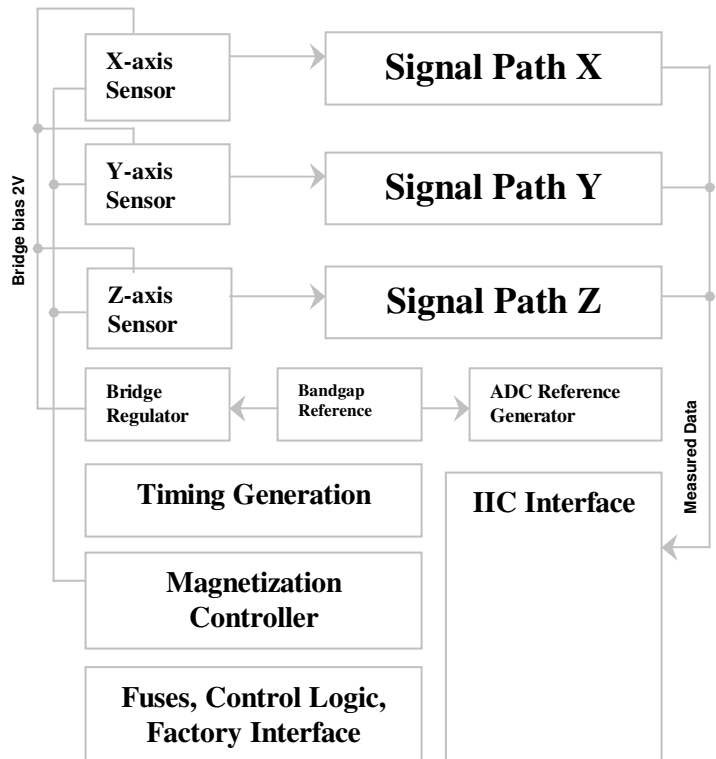 X-axis
Sensor
Signal Path X
Y-axis
Sensor
Signal Path Y
Bridge bias 2V
Z-axis
Sensor
Signal Path Z
Bridge
Regulator
Bandgap
Reference
ADC Reference
Generator
Measured Data
Timing Generation
IIC Interface
Magnetization
Controller
Fuses, Control Logic,
Factory Interface